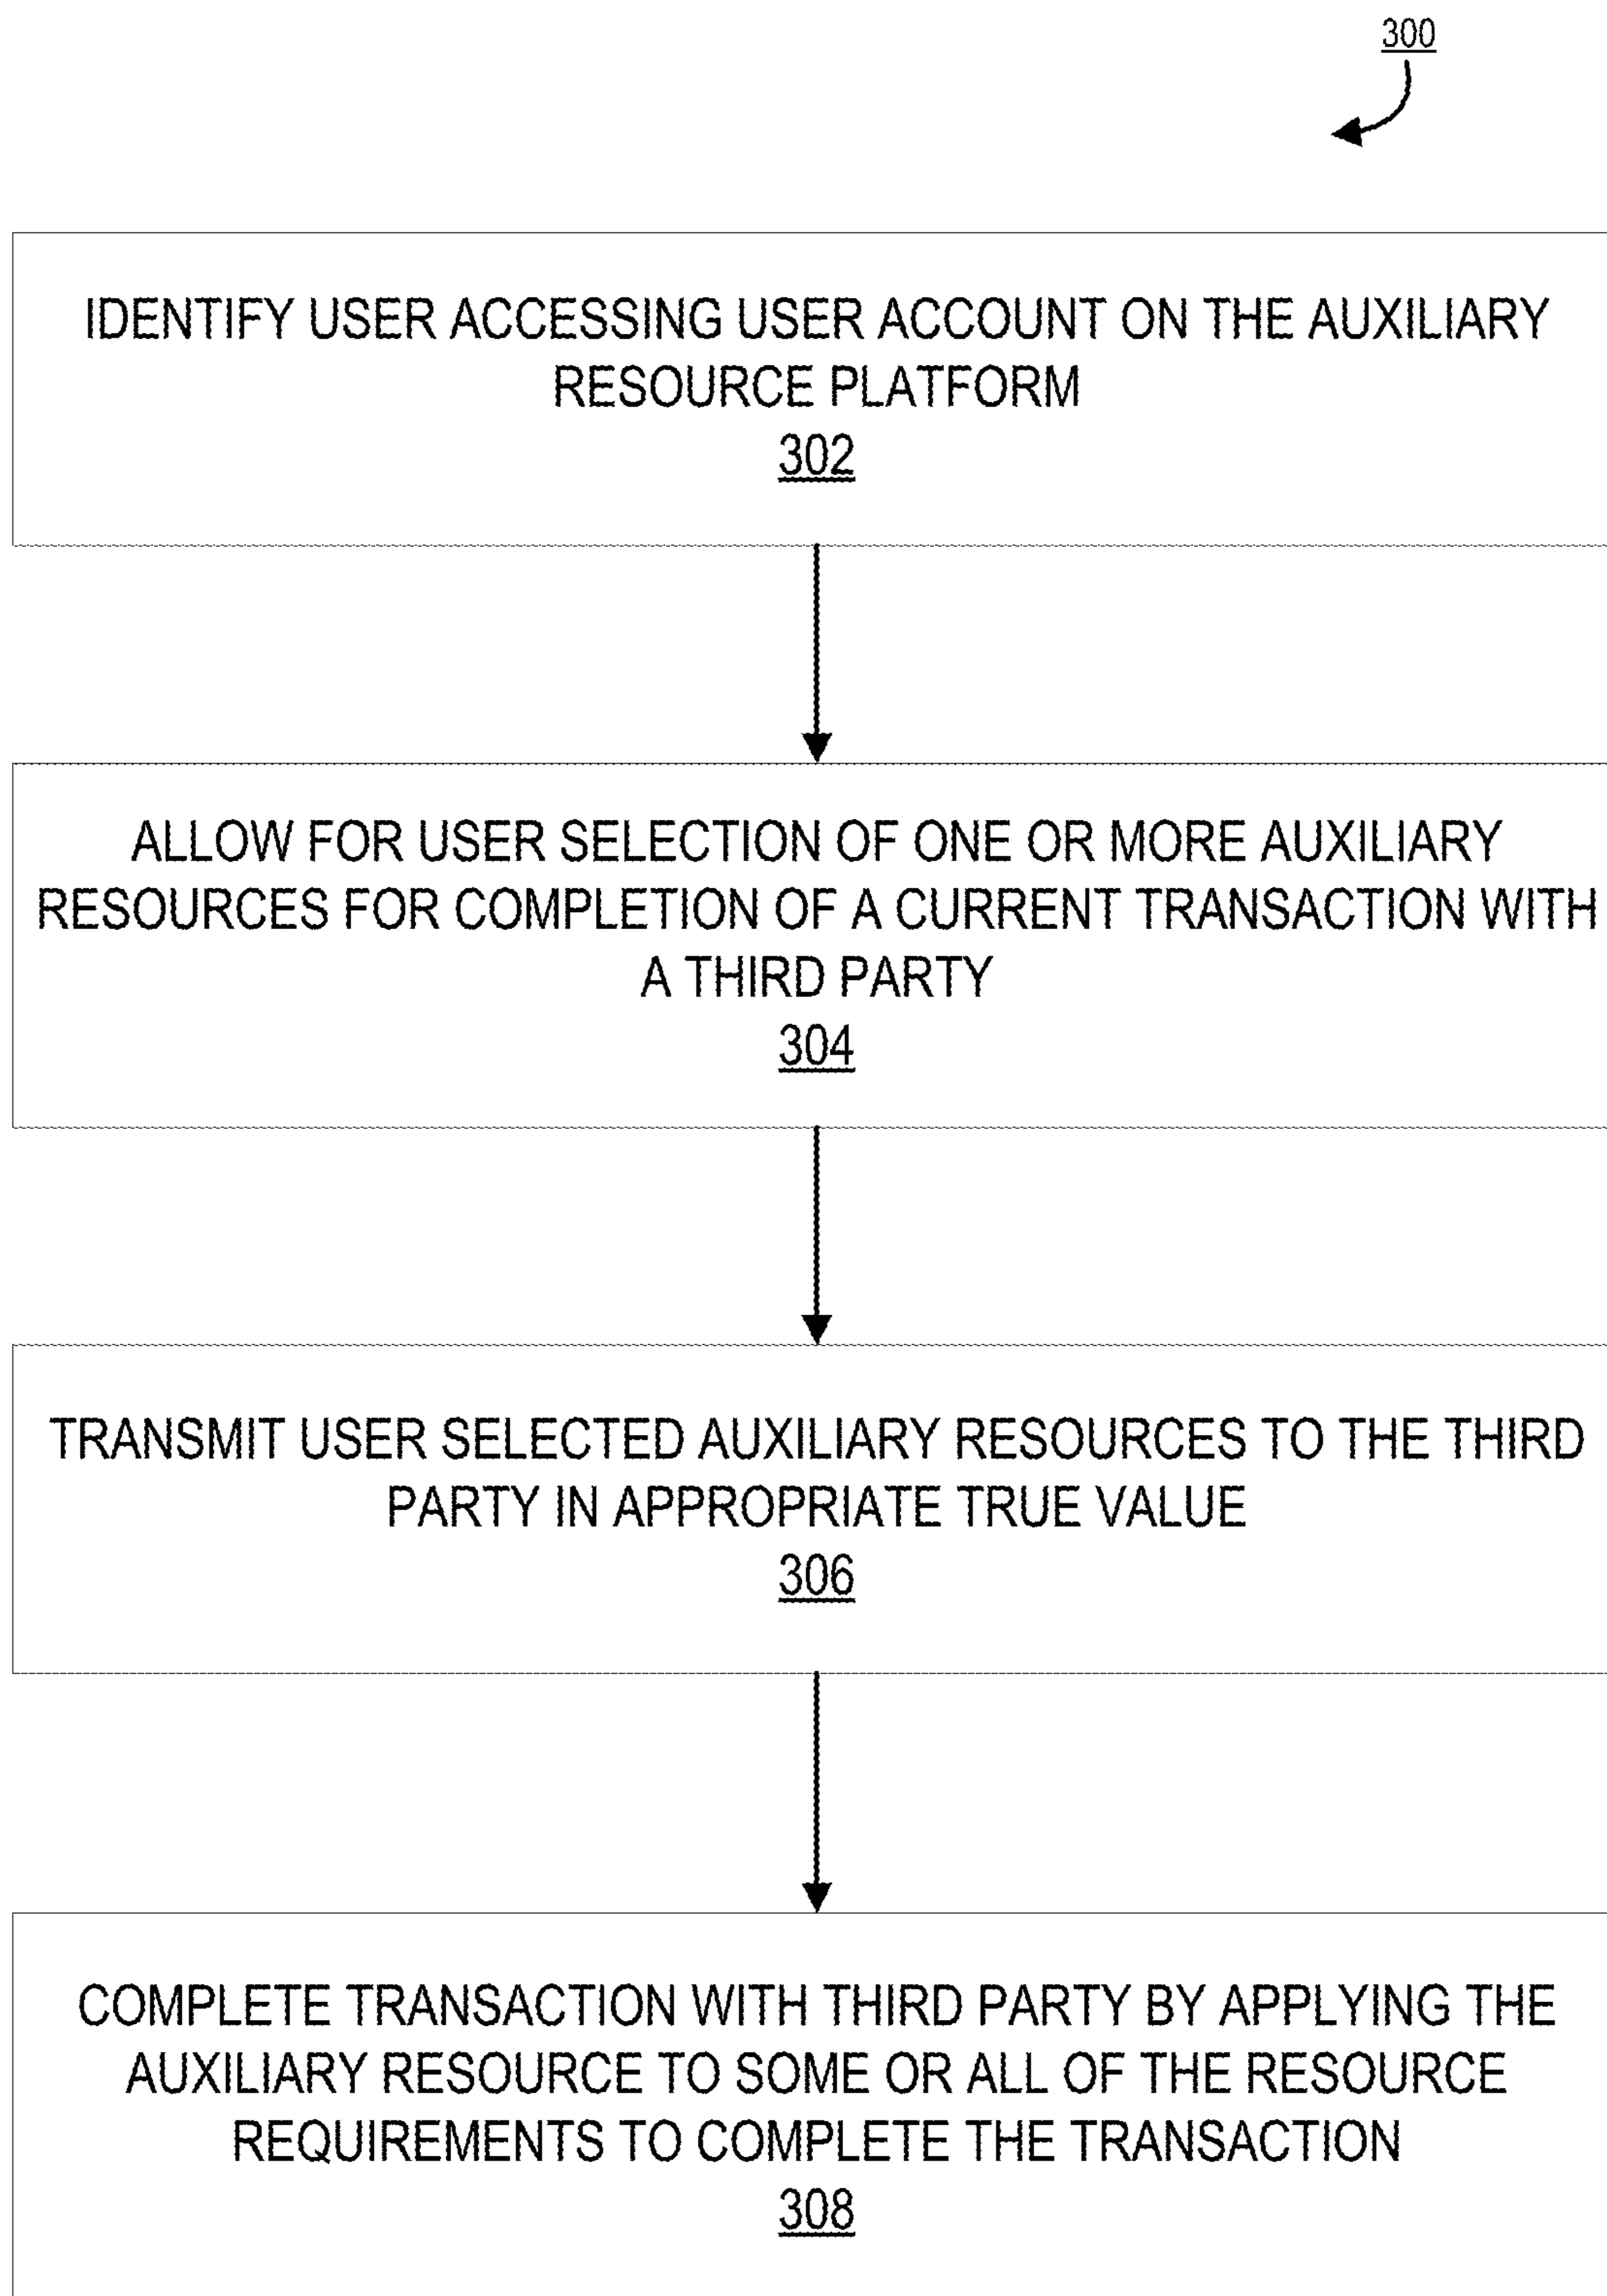 300
IDENTIFY USER ACCESSING USER ACCOUNT ON THE AUXILIARY
RESOURCE PLATFORM
302
ALLOW FOR USER SELECTION OF ONE OR MORE AUXILIARY
RESOURCES FOR COMPLETION OF A CURRENT TRANSACTION WITH
A THIRD PARTY
304
TRANSMIT USER SELECTED AUXILIARY RESOURCES TO THE THIRD
PARTY IN APPROPRIATE TRUE VALUE
306
COMPLETE TRANSACTION WITH THIRD PARTY BY APPLYING THE
AUXILIARY RESOURCE TO SOME OR ALL OF THE RESOURCE
REQUIREMENTS TO COMPLETE THE TRANSACTION
308